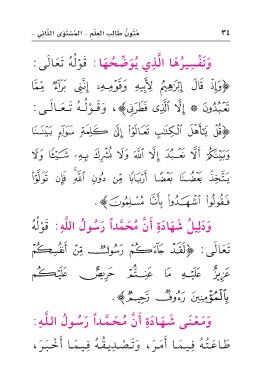 ٣٤ مُتُونُ طَالِبِ العِلْمِ - المُسْتَوَى الثَّانِي -
وَتَفْسِيرُهَا الَّذِي يُوَضِّحُهَا: قَوْلُهُ تَعَالَى:
﴿وَإِذْ قَالَ إِبْرَٰهِيمُ لِأَبِيهِ وَقَوْمِهِۦٓ إِنَّنِى بَرَآءٌ مِّمَّا
تَعْبُدُونَ * إِلَّا ٱلَّذِى فَطَرَنِى﴾، وَقَوْلُهُ تَعَالَى:
﴿قُلْ يَٰٓأَهْلَ ٱلْكِتَٰبِ تَعَالَوْا۟ إِلَىٰ كَلِمَةٍ سَوَآءٍۭ بَيْنَنَا
وَبَيْنَكُمْ أَلَّا نَعْبُدَ إِلَّا ٱللَّهَ وَلَا نُشْرِكَ بِهِۦ شَيْـًٔا وَلَا
يَتَّخِذَ بَعْضُنَا بَعْضًا أَرْبَابًا مِّن دُونِ ٱللَّهِ ۚ فَإِن تَوَلَّوْا۟
فَقُولُوا۟ ٱشْهَدُوا۟ بِأَنَّا مُسْلِمُونَ﴾.
وَدَلِيلُ شَهَادَةِ أَنَّ مُحَمَّداً رَسُولُ اللَّهِ: قَوْلُهُ
تَعَالَى: ﴿لَقَدْ جَآءَكُمْ رَسُولٌ مِّنْ أَنفُسِكُمْ
عَزِيزٌ عَلَيْهِ مَا عَنِتُّمْ حَرِيصٌ عَلَيْكُم
بِٱلْمُؤْمِنِينَ رَءُوفٌ رَّحِيمٌ﴾.
وَمَعْنَى شَهَادَةِ أَنَّ مُحَمَّداً رَسُولُ اللَّهِ:
طَاعَتُهُ فِيمَا أَمَرَ، وَتَصْدِيقُهُ فِيمَا أَخْبَرَ،